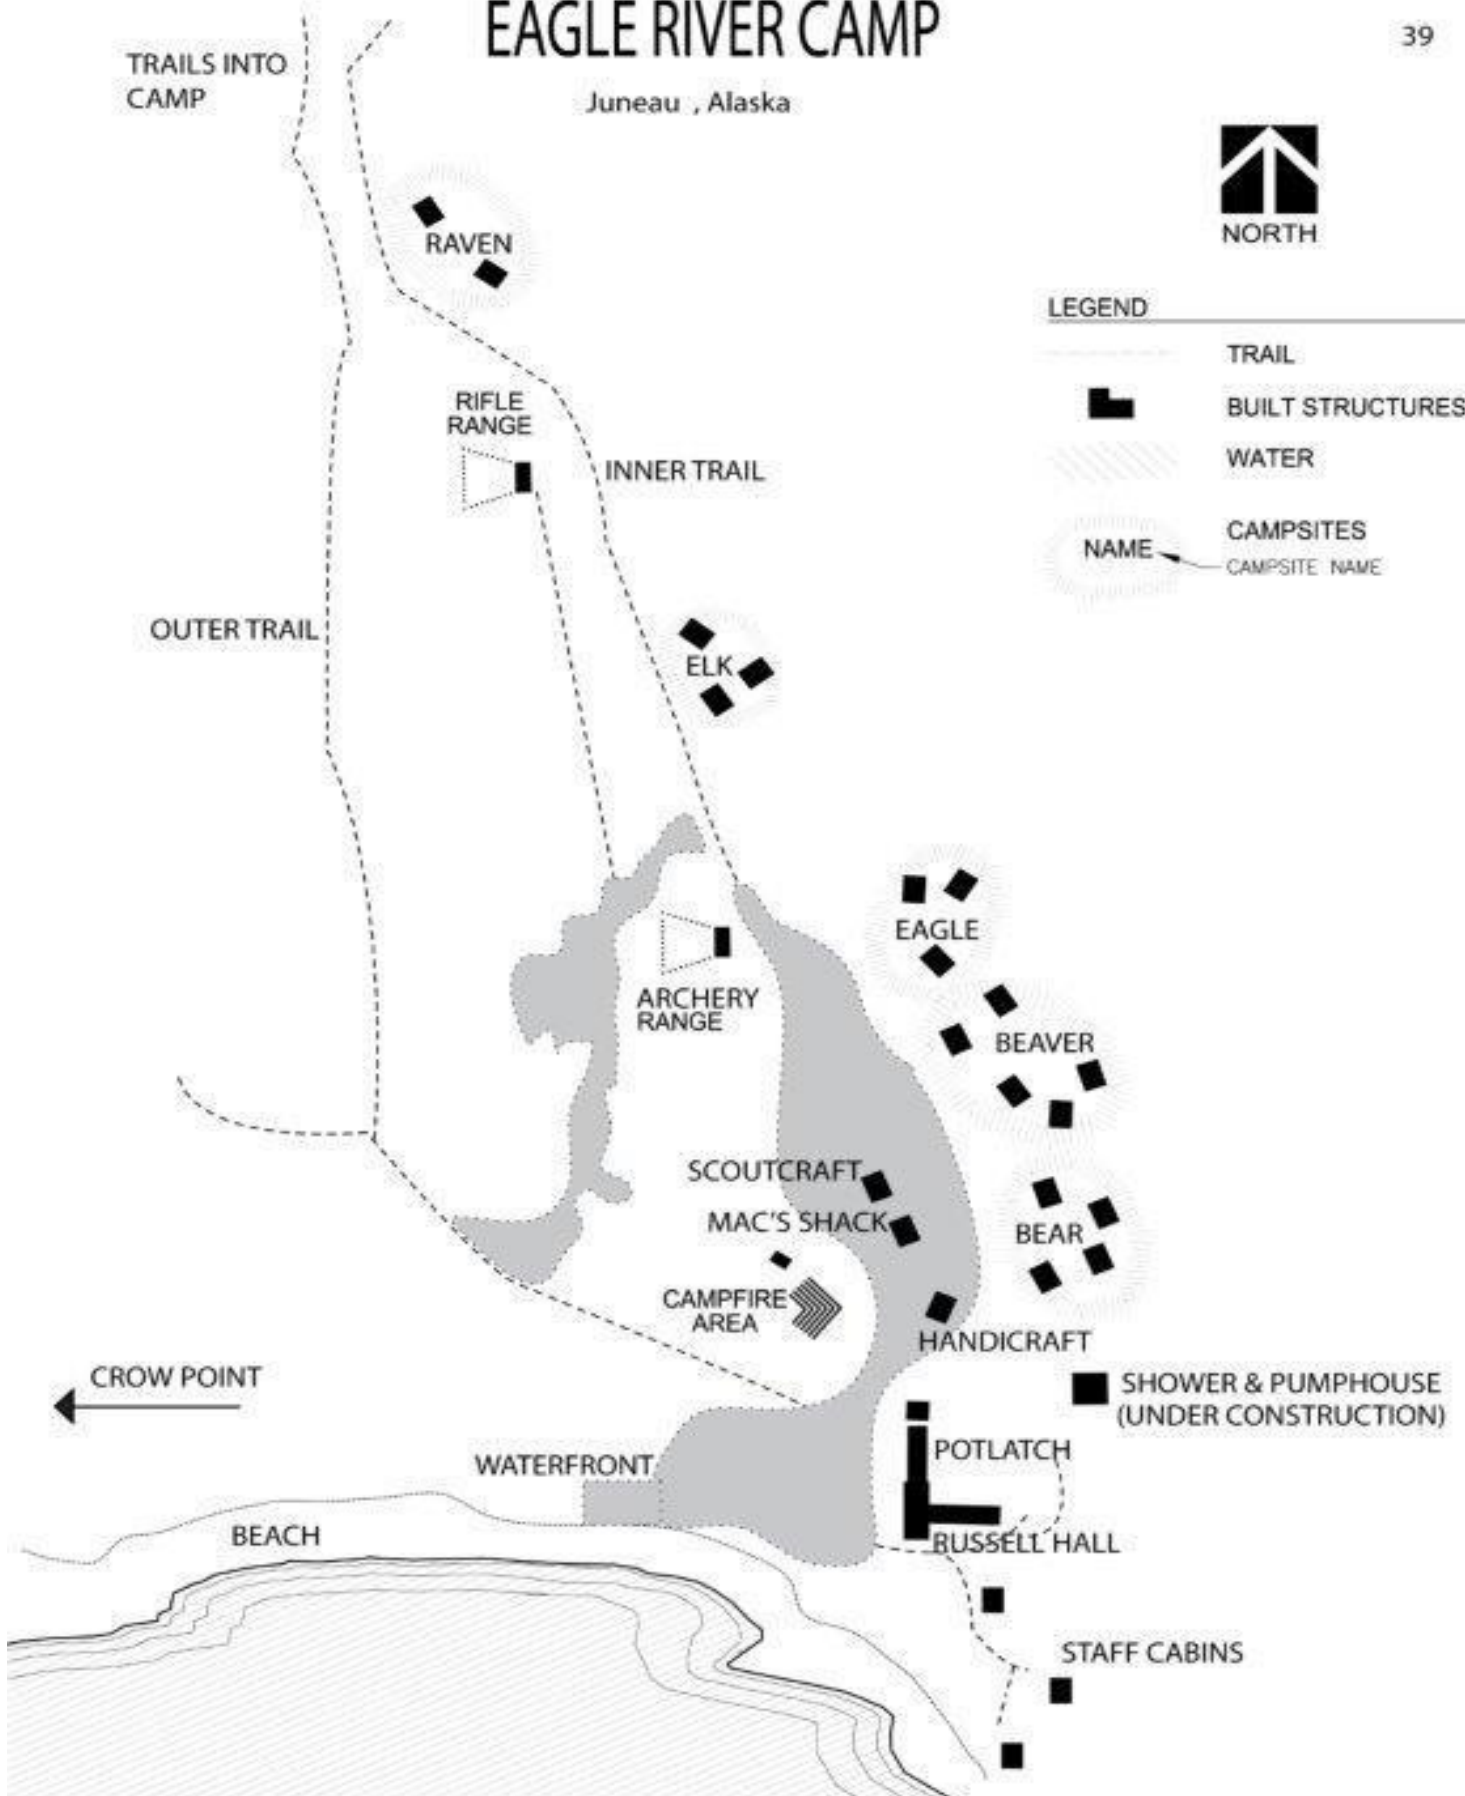 EAGLE RIVER CAMP
39
Juneau , Alaska
TRAILS INTO
CAMP
NORTH
RAVEN
LEGEND
TRAIL
BUILT STRUCTURES
WATER
CAMPSITES
NAME
CAMPSITE NAME
RIFLE
RANGE
INNER TRAIL
OUTER TRAIL
ELK
EAGLE
ARCHERY
RANGE
BEAVER
SCOUTCRAFT
MAC'S SHACK
BEAR
CAMPFIRE
AREA
HANDICRAFT
CROW POINT
SHOWER & PUMPHOUSE
(UNDER CONSTRUCTION)
POTLATCH
WATERFRONT
BEACH
RUSSELL HALL
STAFF CABINS